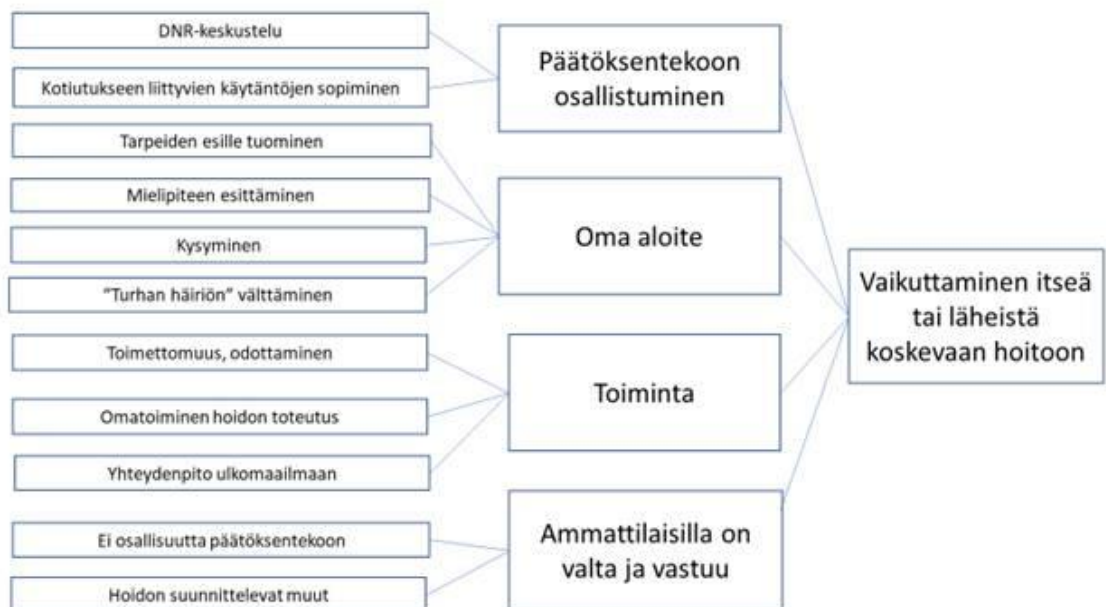 DNR-keskustelu
Kotiutukseen liittyvien käytäntöjen sopiminen
Tarpeiden esille tuominen
Mielipiteen esittäminen
Kysyminen
"Turhan häiriön" välttäminen
Toimettomuus, odottaminen
Omatoiminen hoidon toteutus
Yhteydenpito ulkomaailmaan
Ei osallisuutta päätöksentekoon
Hoidon suunnittelevat muut
Päätöksentekoon
osallistuminen
Oma aloite
Toiminta
Ammattilaisilla on
valta ja vastuu
Vaikuttaminen itseä
tai läheistä
koskevaan hoitoon